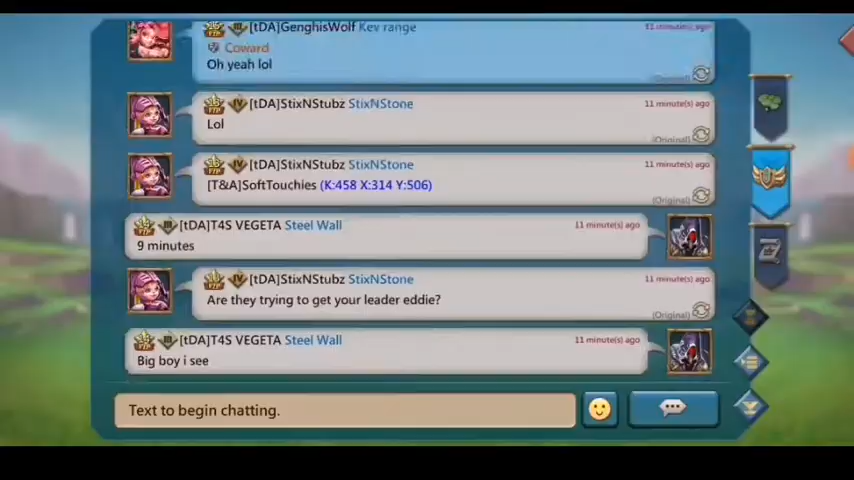 [tDA]GenghisWolf Kev range
11 minute(s) ago
Coward
Oh yeah lol
(Original)
[tDA]StixNStubz StixNStone
11 minute(s) ago
Lol
(Original)
[tDA]StixNStubz StixNStone
11 minute(s) ago
[T&A]SoftTouchies (K:458 X:314 Y:506)
(Original)
[tDA]T4S VEGETA Steel Wall
11 minute(s) ago
9 minutes
[tDA]StixNStubz StixNStone
11 minute(s) ago
Are they trying to get your leader eddie?
(Original)
[tDA]T4S VEGETA Steel Wall
11 minute(s) ago
Big boy i see
Text to begin chatting.